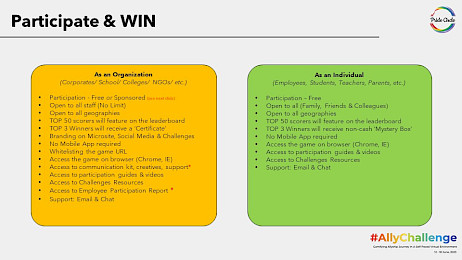 Participate & WIN
Pride Circle
As an Organization
(Corporates/ School/ Colleges/ NGOs/ etc.)
• Participation - Free or Sponsored
• Open to all staff (No Limit)
• Open to all geographies
• TOP 50 scorers will feature on the leaderboard
• TOP 3 Winners will receive a 'Certificate'
• Branding on Microsite, Social Media & Challenges
• No Mobile App required
• Whitelisting the game URL
• Access the game on browser (Chrome, IE)
• Access to communication kit, creatives, support*
• Access to participation guides & videos
• Access to Challenges Resources
• Access to Employee Participation Report *
• Support: Email & Chat
As an Individual
(Employees, Students, Teachers, Parents, etc.)
• Participation – Free
• Open to all (Family, Friends & Colleagues)
• Open to all geographies
• TOP 50 scorers will feature on the leaderboard
• TOP 3 Winners will receive non-cash 'Mystery Box'
• No Mobile App required
• Access the game on browser (Chrome, IE)
• Access to participation guides & videos
• Access to Challenges Resources
• Support: Email & Chat
#AllyChallenge